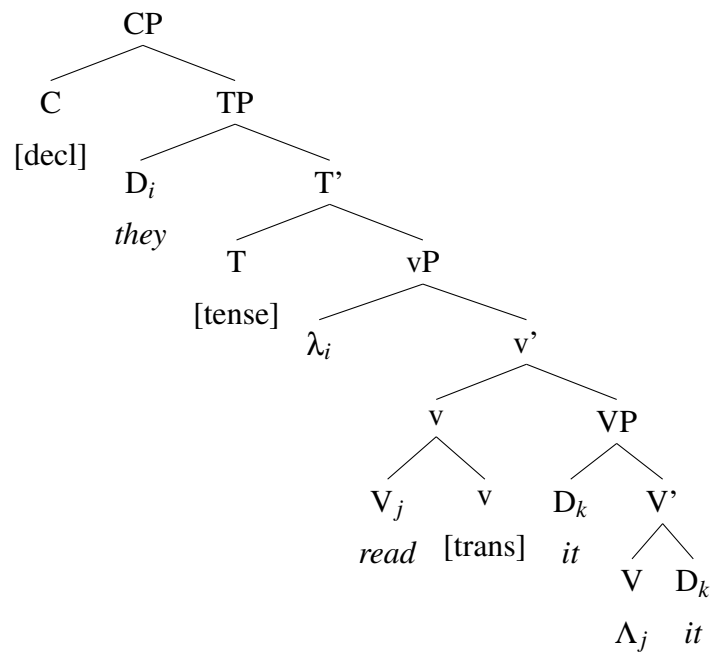 CP
C TP
[decl] D_i T'
they T vP
[tense] λ_i v'
v VP
V_j v D_k V'
read [trans] it V D_k
Λ_j it